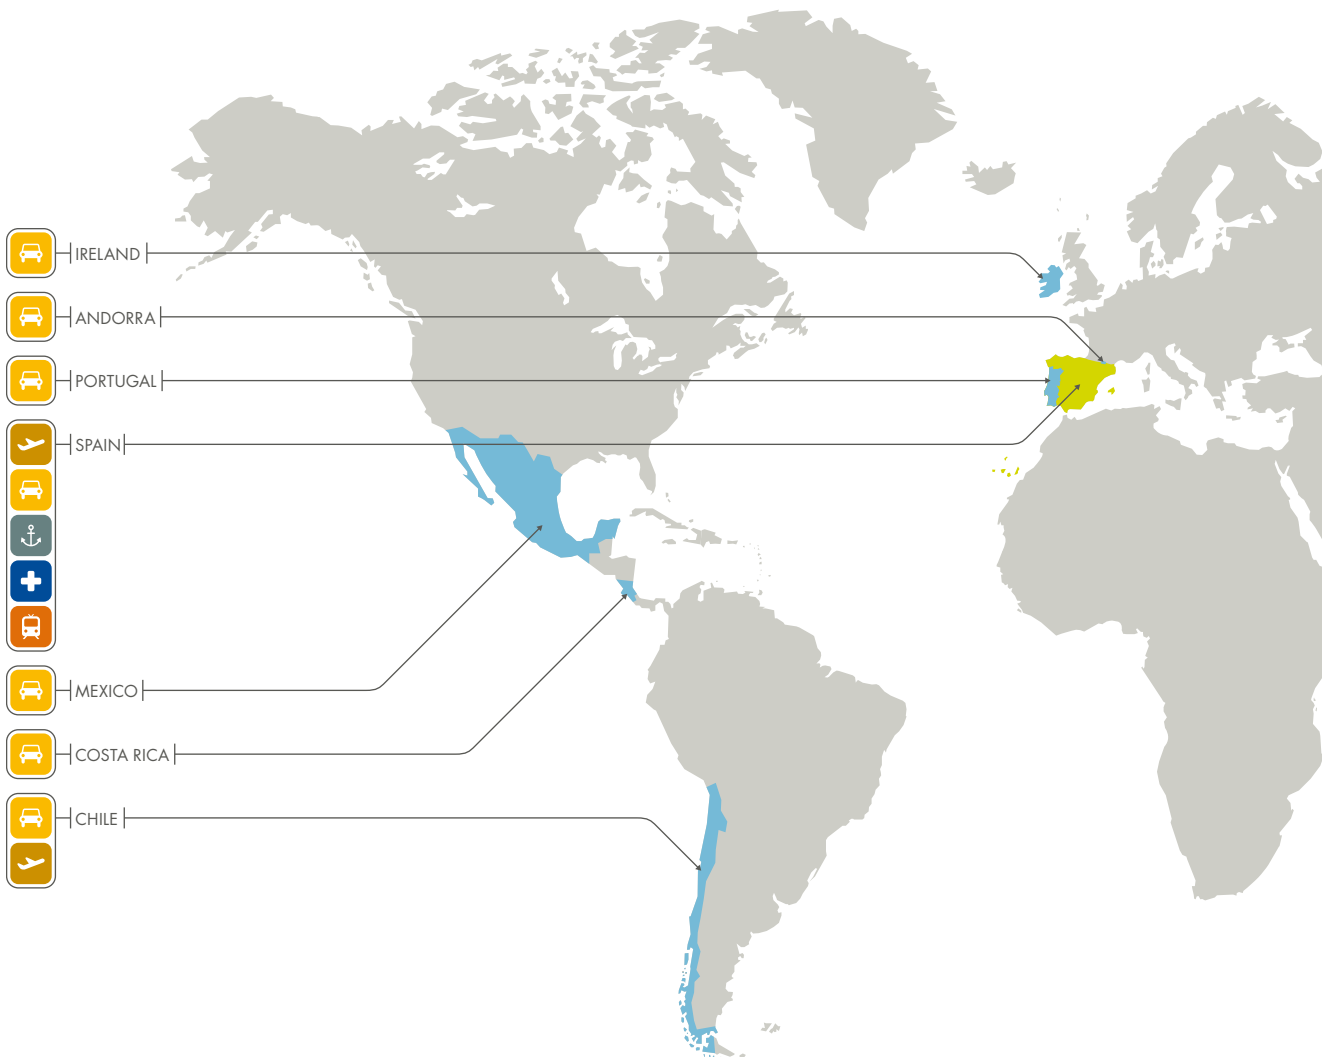 IRELAND
ANDORRA
PORTUGAL
SPAIN
MEXICO
COSTA RICA
CHILE